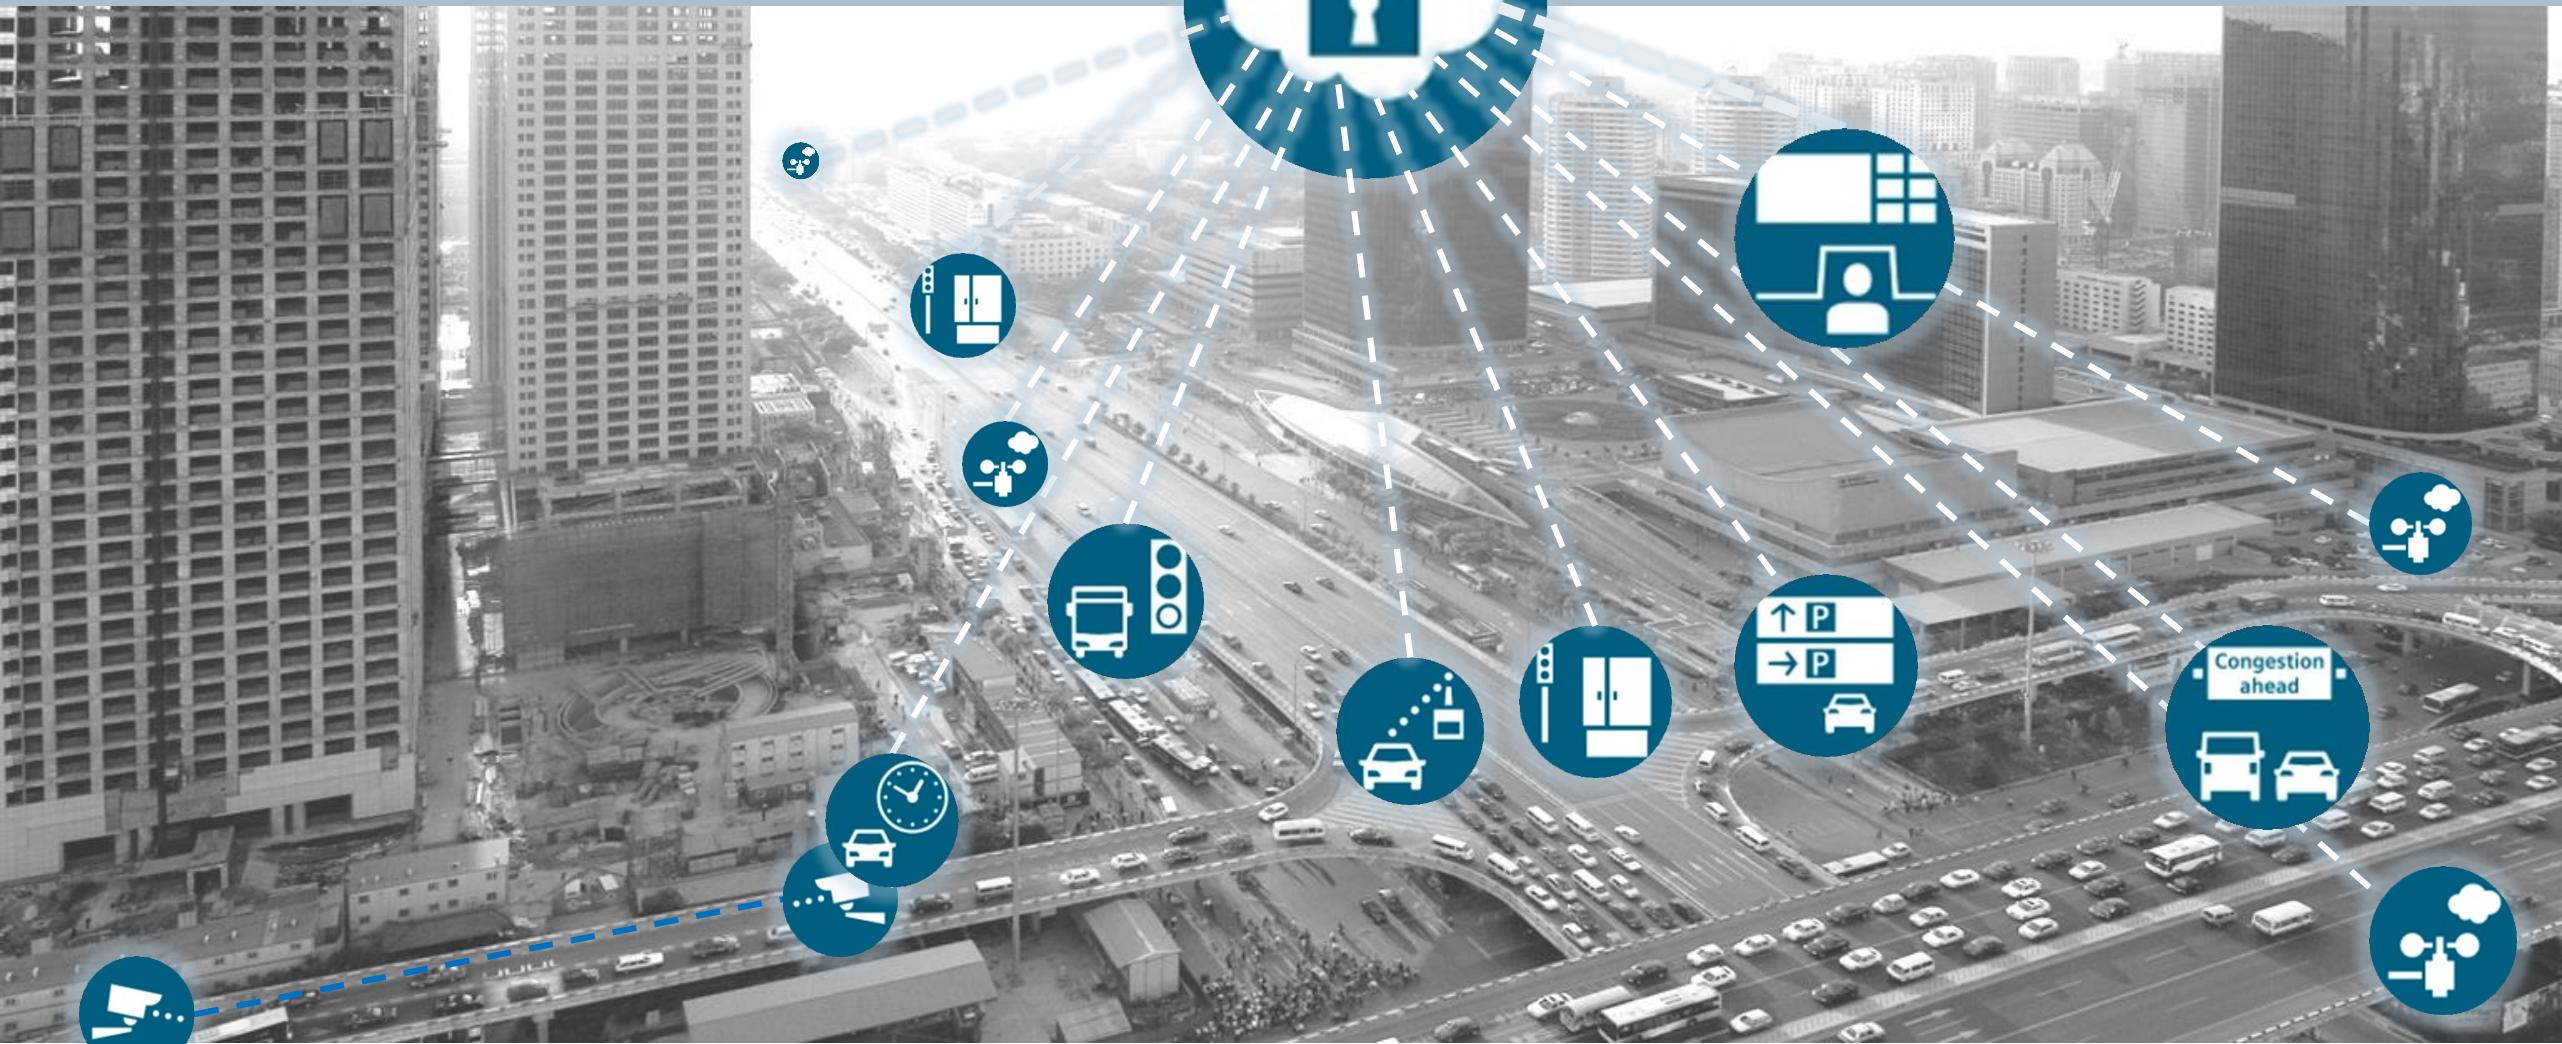 ↑ P
→ P
Congestion
ahead